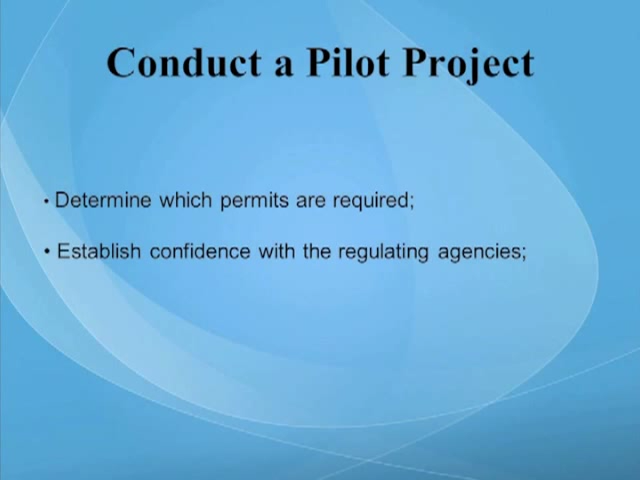 Conduct a Pilot Project
• Determine which permits are required;
• Establish confidence with the regulating agencies;